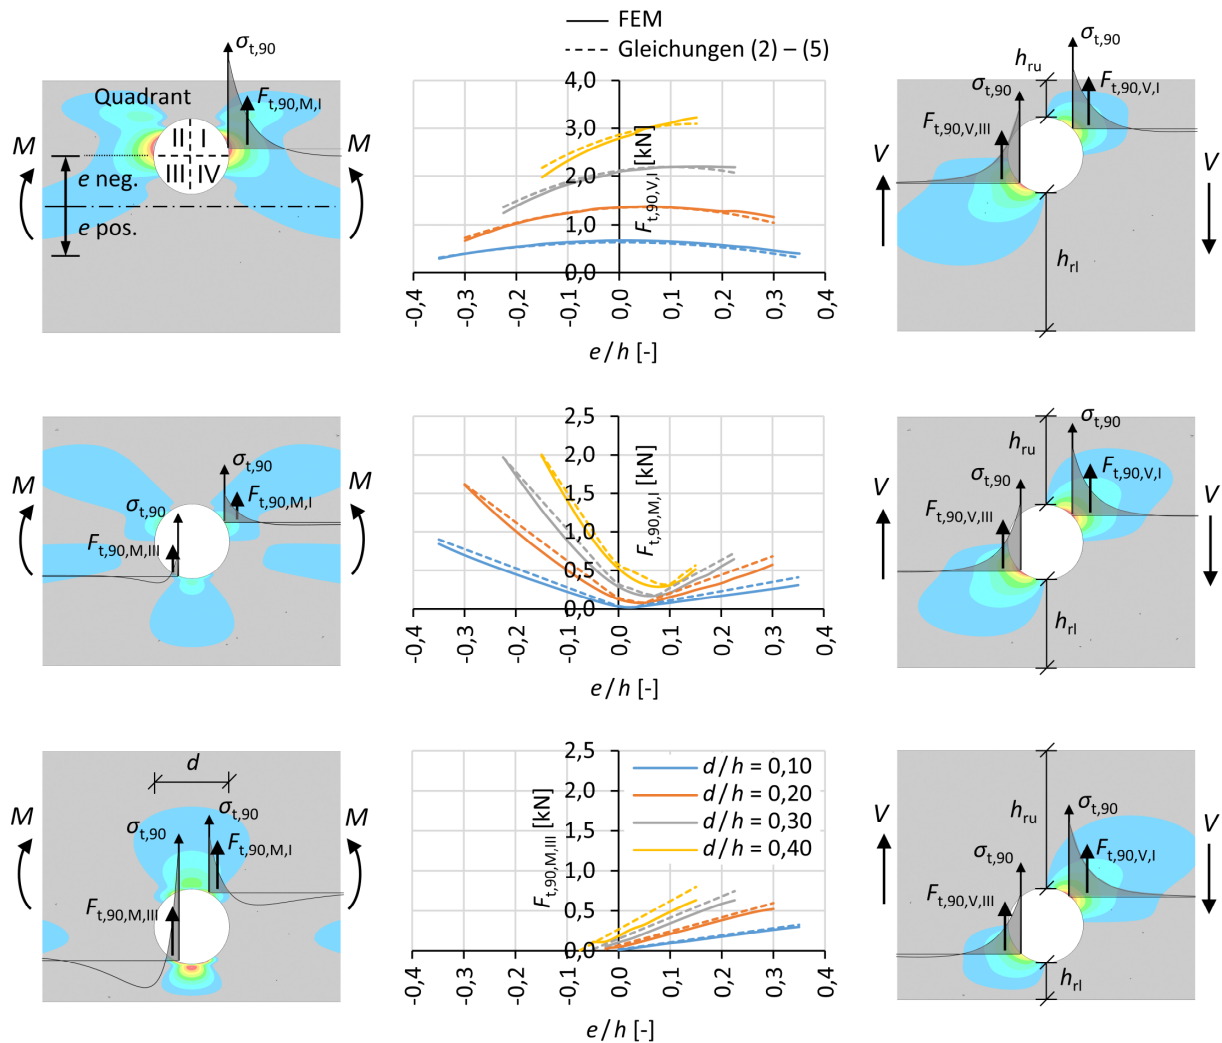 FEM
Gleichungen (2) – (5)
σt,90
Quadrant
Ft,90,M,I
M
M
II I
III IV
e neg.
e pos.
4,0
3,0
2,0
1,0
0,0
Ft,90,V,I [kN]
-0,4 -0,3 -0,2 -0,1 0,0 0,1 0,2 0,3 0,4
e/h [-]
σt,90
hru
σt,90
Ft,90,V,I
Ft,90,V,III
V
V
hrl
σt,90
M
M
Ft,90,M,I
σt,90
Ft,90,M,III
2,5
2,0
1,5
1,0
0,5
0,0
Ft,90,M,I [kN]
-0,4 -0,3 -0,2 -0,1 0,0 0,1 0,2 0,3 0,4
e/h [-]
hru
σt,90
Ft,90,V,I
σt,90
V
V
Ft,90,V,III
hrl
d
M
M
σt,90
σt,90
Ft,90,M,I
Ft,90,M,III
2,5
2,0
1,5
1,0
0,5
0,0
Ft,90,M,III [kN]
d/h = 0,10
d/h = 0,20
d/h = 0,30
d/h = 0,40
-0,4 -0,3 -0,2 -0,1 0,0 0,1 0,2 0,3 0,4
e/h [-]
V
V
hru
σt,90
Ft,90,V,I
σt,90
Ft,90,V,III
hrl